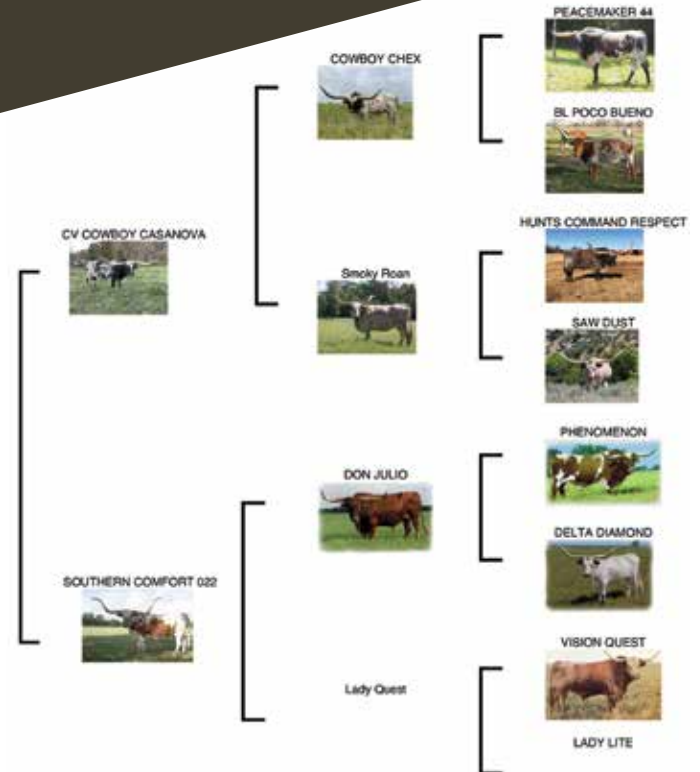 PEACEMAKER 44
COWBOY CHEX
BL POCO BUENO
CV COWBOY CASANOVA
HUNTS COMMAND RESPECT
Smoky Roan
SAW DUST
PHENOMENON
DON JULIO
DELTA DIAMOND
SOUTHERN COMFORT 022
VISION QUEST
Lady Quest
LADY LITE